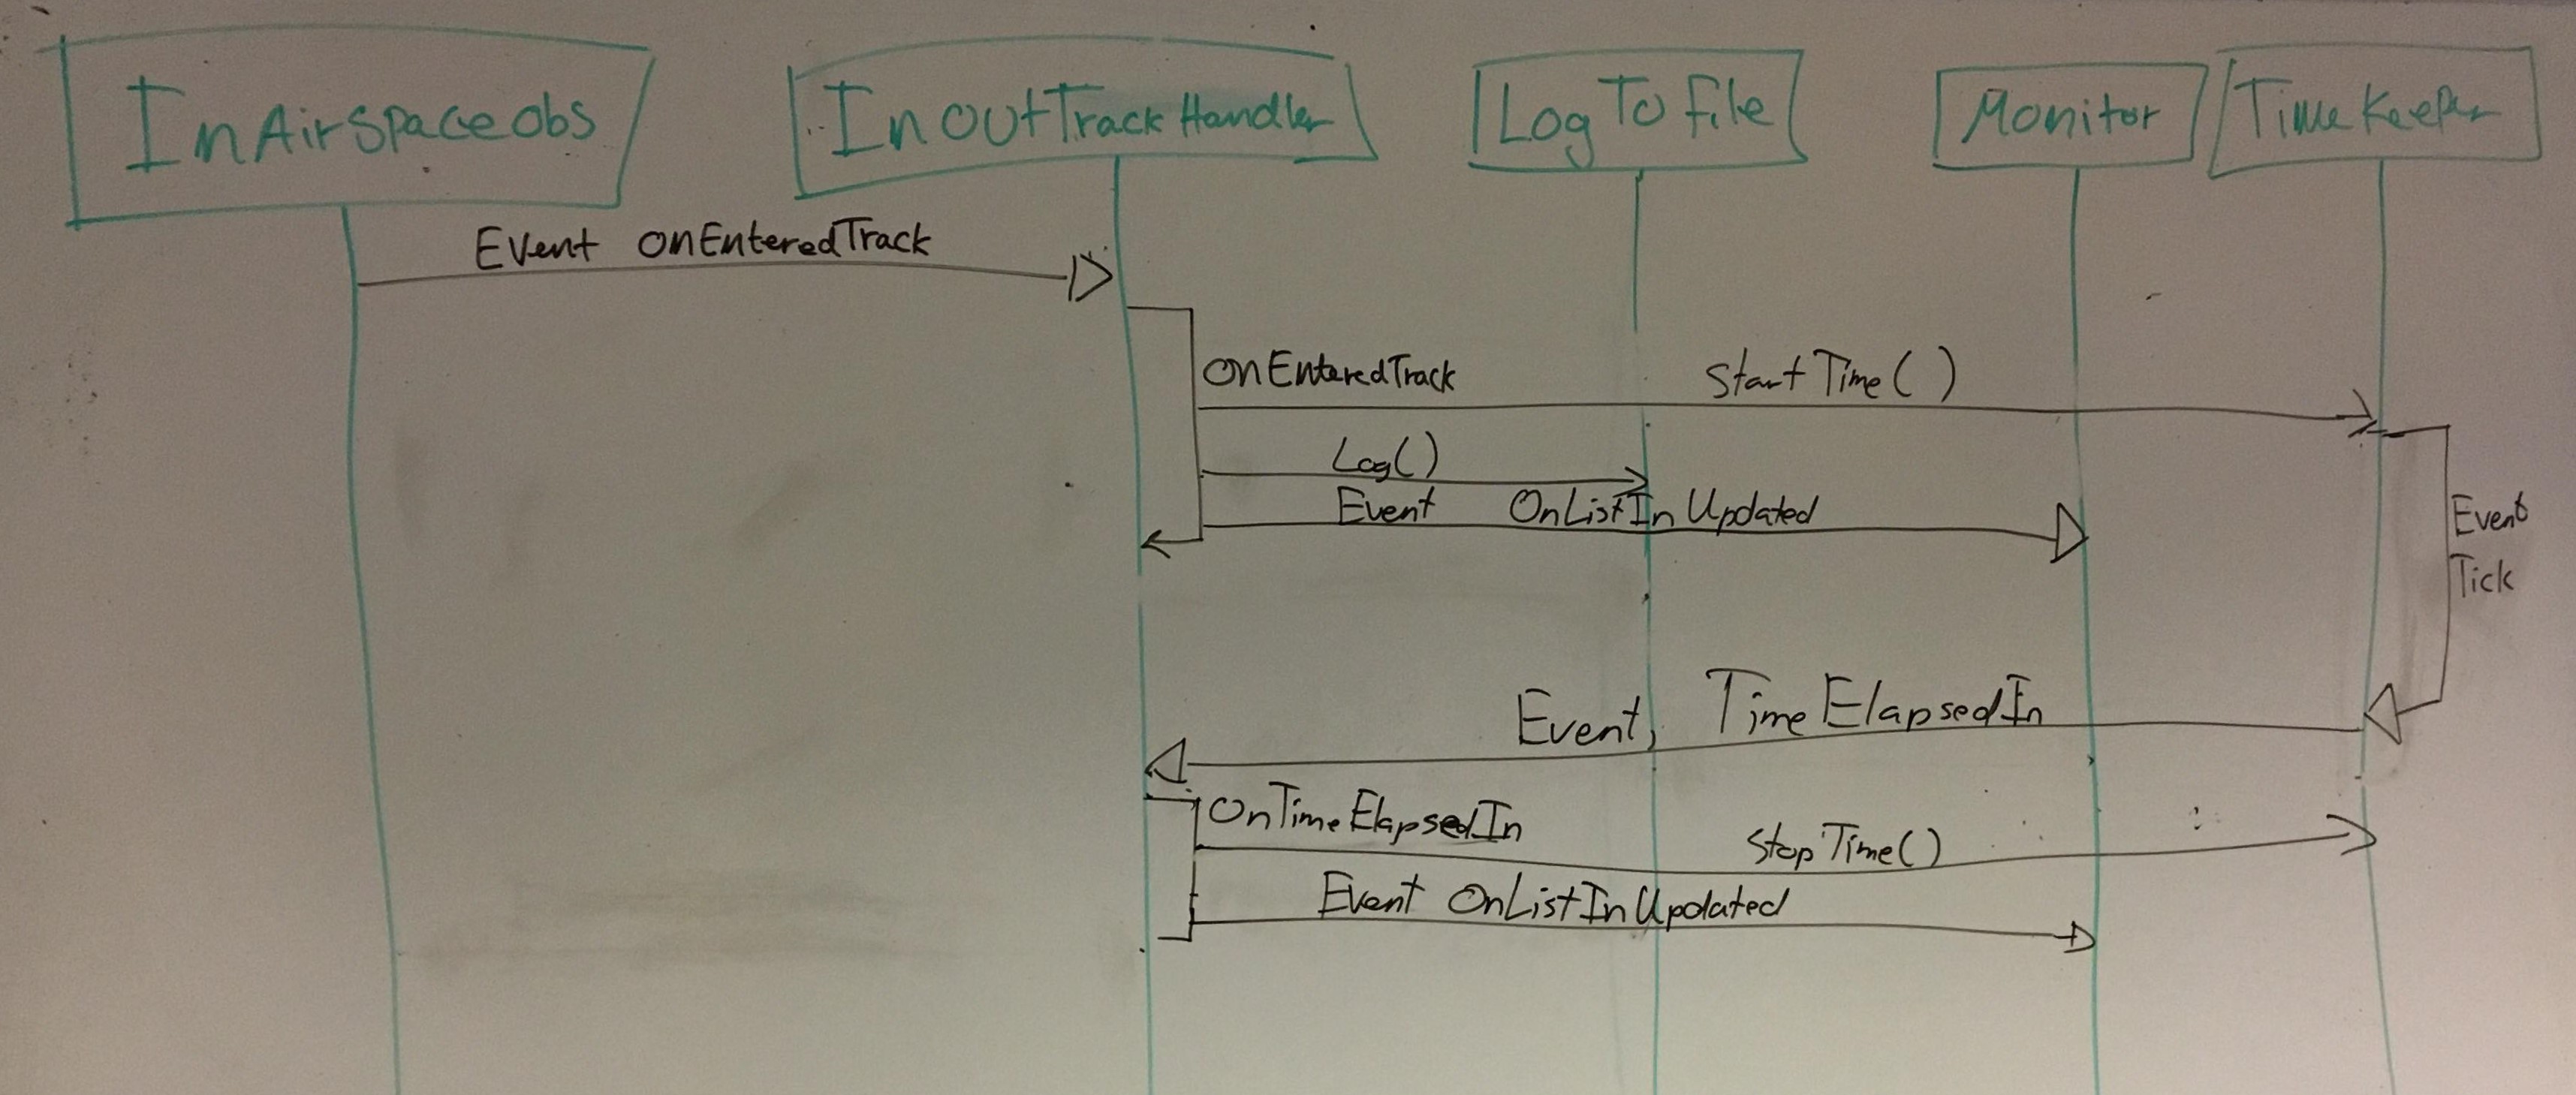 InAirSpaceObs
InOutTrackHandler
LogToFile
Monitor
TimeKeeper
Event onEnteredTrack
onEnteredTrack
StartTime()
Log()
Event OnListInUpdated
Event
Tick
Event, TimeElapsedIn
OnTimeElapsedIn
StopTime()
Event OnListInUpdated